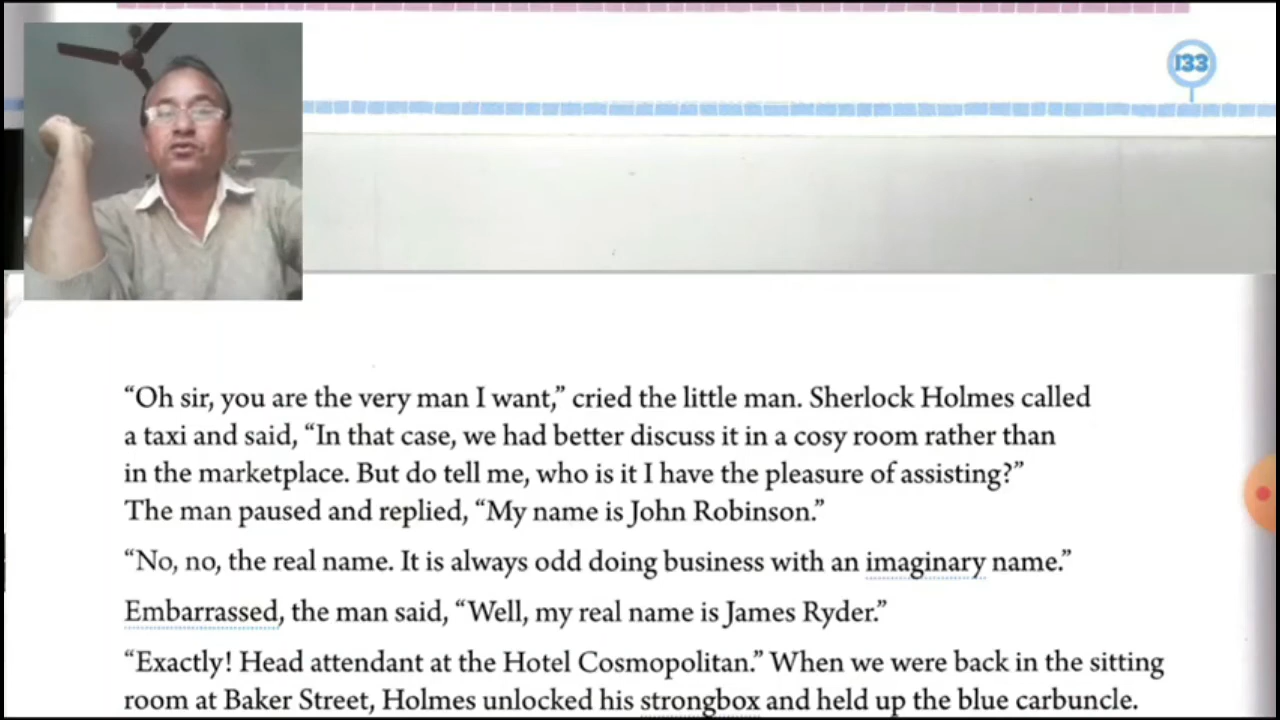 133
“Oh sir, you are the very man I want,” cried the little man. Sherlock Holmes called
a taxi and said, “In that case, we had better discuss it in a cosy room rather than
in the marketplace. But do tell me, who is it I have the pleasure of assisting?”
The man paused and replied, “My name is John Robinson.”
“No, no, the real name. It is always odd doing business with an imaginary name.”
Embarrassed, the man said, “Well, my real name is James Ryder.”
“Exactly! Head attendant at the Hotel Cosmopolitan.” When we were back in the sitting
room at Baker Street, Holmes unlocked his strongbox and held up the blue carbuncle.